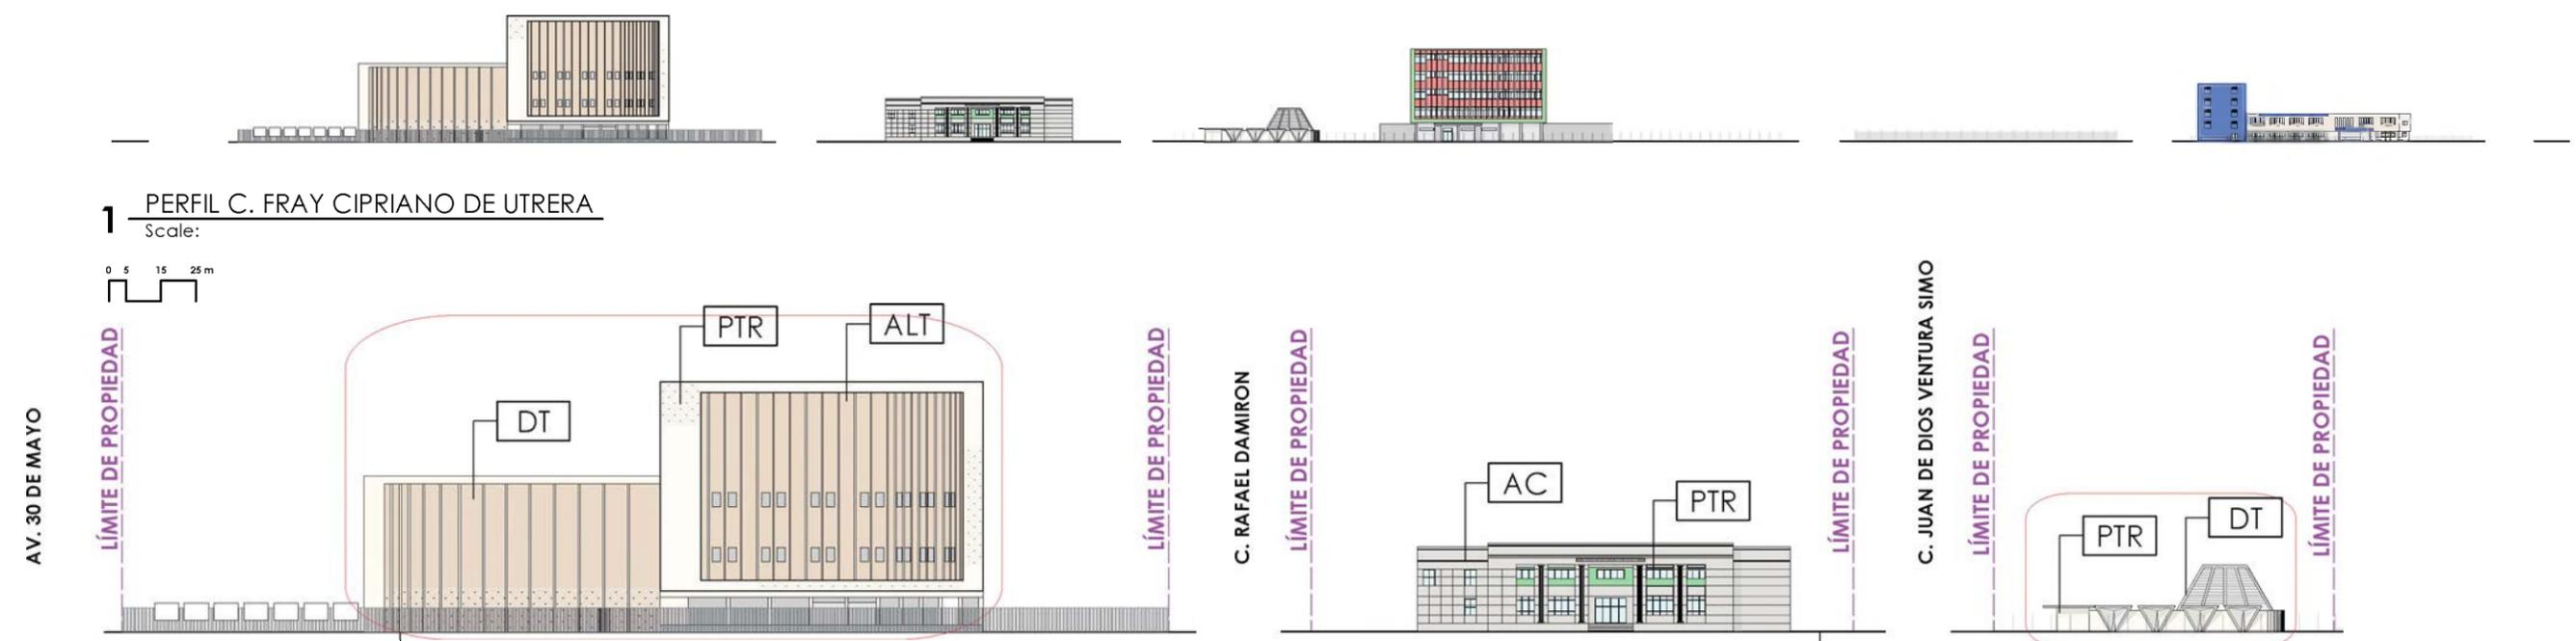 1 PERFIL C. FRAY CIPRIANO DE UTRERA
Scale:
0 5 15 25 m
AV. 30 DE MAYO
LÍMITE DE PROPIEDAD
DT
PTR
ALT
LÍMITE DE PROPIEDAD
C. RAFAEL DAMIRON
LÍMITE DE PROPIEDAD
AC
PTR
LÍMITE DE PROPIEDAD
C. JUAN DE DIOS VENTURA SIMO
LÍMITE DE PROPIEDAD
PTR
DT
LÍMITE DE PROPIEDAD